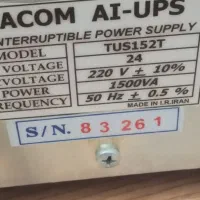 ACOM AI-UPS
NTERRUPTIBLE POWER SUPPLY
MODEL TUS152T
VOLTAGE 24
VOLTAGE 220 V ± 10%
POWER 1500VA
REQUENCY 50 Hz ± 0.5 %
MADE IN I.R.IRAN
S/N. 83261